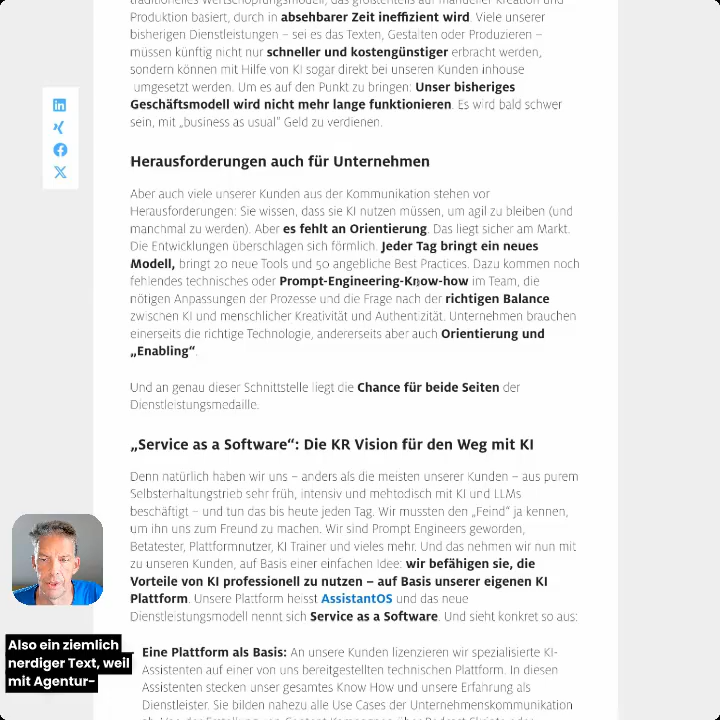 traditionelles Wertschöpfungsmodell, das größtenteils auf manueller Kreation und
Produktion basiert, durch in absehbarer Zeit ineffizient wird. Viele unserer
bisherigen Dienstleistungen – sei es das Texten, Gestalten oder Produzieren –
müssen künftig nicht nur schneller und kostengünstiger erbracht werden,
sondern können mit Hilfe von KI sogar direkt bei unseren Kunden inhouse
umgesetzt werden. Um es auf den Punkt zu bringen: Unser bisheriges
Geschäftsmodell wird nicht mehr lange funktionieren. Es wird bald schwer
sein, mit „business as usual“ Geld zu verdienen.
Herausforderungen auch für Unternehmen
Aber auch viele unserer Kunden aus der Kommunikation stehen vor
Herausforderungen: Sie wissen, dass sie KI nutzen müssen, um agil zu bleiben (und
manchmal zu werden). Aber es fehlt an Orientierung. Das liegt sicher am Markt.
Die Entwicklungen überschlagen sich förmlich. Jeder Tag bringt ein neues
Modell, bringt 20 neue Tools und 50 angebliche Best Practices. Dazu kommen noch
fehlendes technisches oder Prompt-Engineering-Know-how im Team, die
nötigen Anpassungen der Prozesse und die Frage nach der richtigen Balance
zwischen KI und menschlicher Kreativität und Authentizität. Unternehmen brauchen
einerseits die richtige Technologie, andererseits aber auch Orientierung und
„Enabling“.
Und an genau dieser Schnittstelle liegt die Chance für beide Seiten der
Dienstleistungsmedaille.
„Service as a Software“: Die KR Vision für den Weg mit KI
Denn natürlich haben wir uns – anders als die meisten unserer Kunden – aus purem
Selbsterhaltungstrieb sehr früh, intensiv und mehtodisch mit KI und LLMs
beschäftigt – und tun das bis heute jeden Tag. Wir mussten den „Feind“ ja kennen,
um ihn uns zum Freund zu machen. Wir sind Prompt Engineers geworden,
Betatester, Plattformnutzer, KI Trainer und vieles mehr. Und das nehmen wir nun mit
zu unseren Kunden, auf Basis einer einfachen Idee: wir befähigen sie, die
Vorteile von KI professionell zu nutzen – auf Basis unserer eigenen KI
Plattform. Unsere Plattform heisst AssistantOS und das neue
Dienstleistungsmodell nennt sich Service as a Software. Und sieht konkret so aus:
Eine Plattform als Basis: An unsere Kunden lizenzieren wir spezialisierte KI-
Assistenten auf einer von uns bereitgestellten technischen Plattform. In diesen
Assistenten stecken unser gesamtes Know How und unsere Erfahrung als
Dienstleister. Sie bilden nahezu alle Use Cases der Unternehmenskommunikation
Also ein ziemlich
nerdiger Text, weil
mit Agentur-